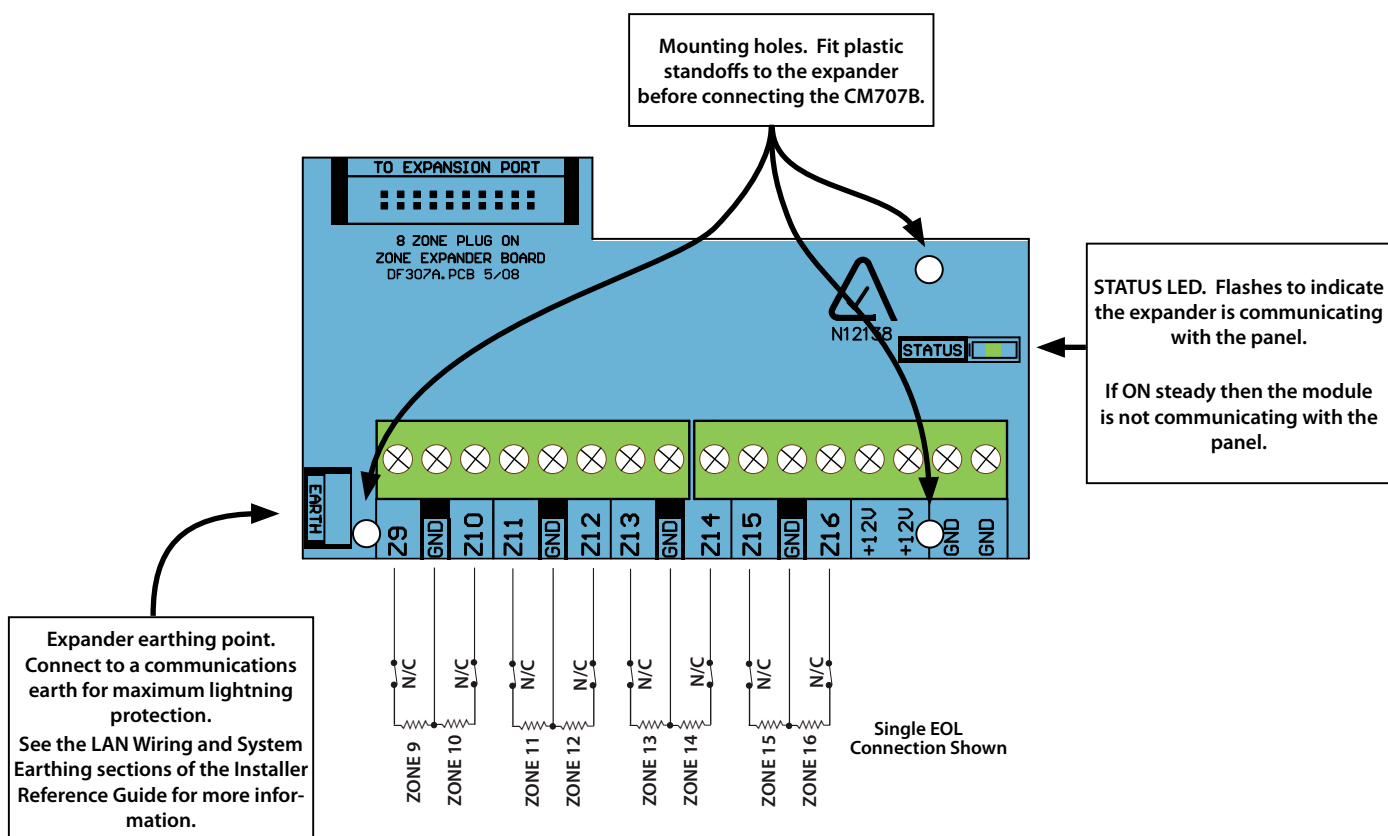 Mounting holes. Fit plastic
standoffs to the expander
before connecting the CM707B.
TO EXPANSION PORT
8 ZONE PLUG ON
ZONE EXPANDER BOARD
DF307A.PCB 5/08
N12138
STATUS
STATUS LED. Flashes to indicate
the expander is communicating
with the panel.
If ON steady then the module
is not communicating with the
panel.
EARTH
Z9
GND
Z10
Z11
GND
Z12
Z13
GND
Z14
Z15
GND
Z16
+12V
+12V
GND
GND
Expander earthing point.
Connect to a communications
earth for maximum lightning
protection.
See the LAN Wiring and System
Earthing sections of the Installer
Reference Guide for more infor-
mation.
N/C
N/C
N/C
N/C
N/C
N/C
N/C
N/C
ZONE 9
ZONE 10
ZONE 11
ZONE 12
ZONE 13
ZONE 14
ZONE 15
ZONE 16
Single EOL
Connection Shown